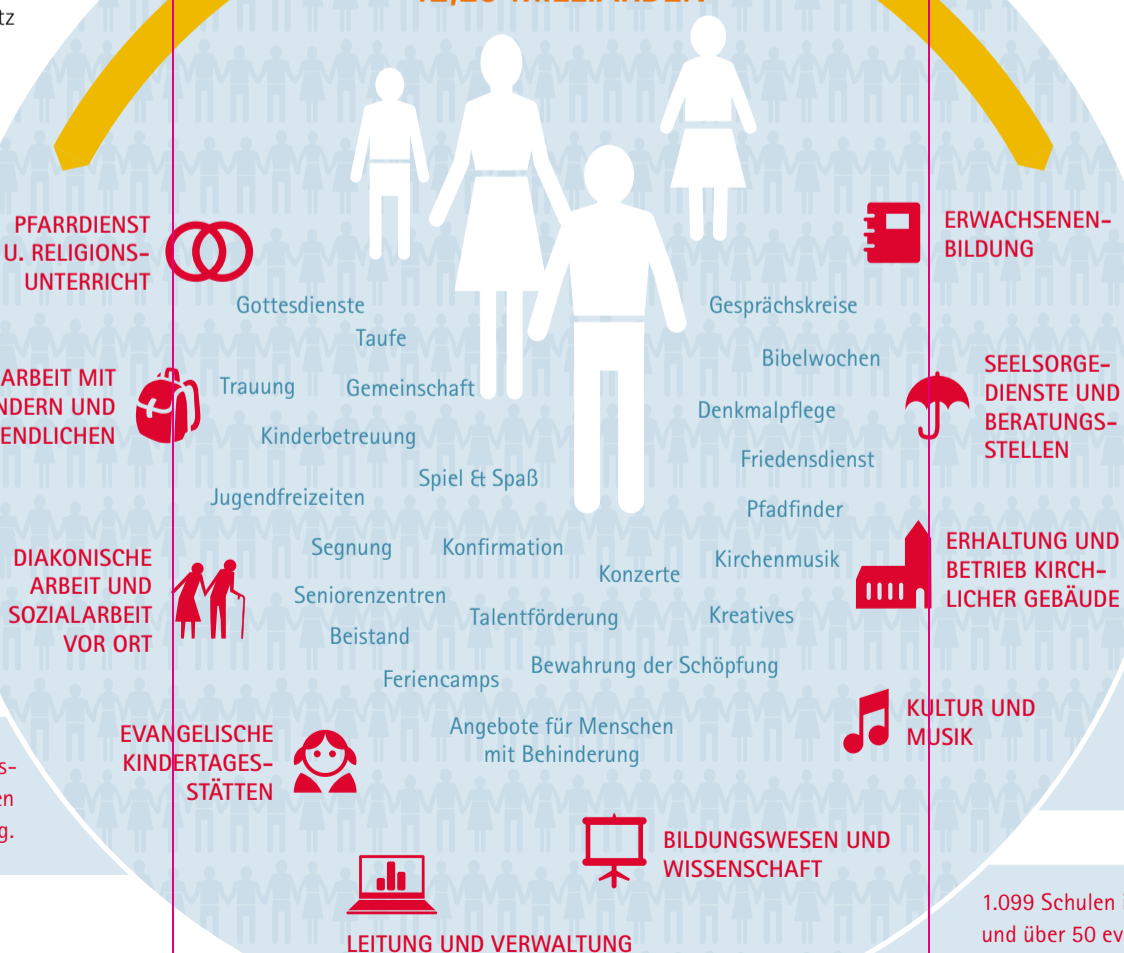 tz
PFARRDIENST
U. RELIGIONS-
UNTERRICHT
ERWACHSENEN-
BILDUNG
Gottesdienste
Gesprächskreise
Taufe
Bibelwochen
ARBEIT MIT
NDERN UND
ENDLICHEN
SEELSORGE-
DIENSTE UND
BERATUNGS-
STELLEN
Trauung
Gemeinschaft
Denkmalpflege
Kinderbetreuung
Friedensdienst
Spiel & Spaß
Jugendfreizeiten
Pfadfinder
Segnung
Konfirmation
Kirchenmusik
Konzerte
DIAKONISCHE
ARBEIT UND
SOZIALARBEIT
VOR ORT
ERHALTUNG UND
BETRIEB KIRCH-
LICHER GEBÄUDE
Seniorenzentren
Talentförderung
Kreatives
Beistand
Bewahrung der Schöpfung
Feriencamps
Angebote für Menschen
mit Behinderung
EVANGELISCHE
KINDERTAGES-
STÄTTEN
KULTUR UND
MUSIK
s-
en
g.
BILDUNGSWESEN UND
WISSENSCHAFT
LEITUNG UND VERWALTUNG
1.099 Schulen
und über 50 ev